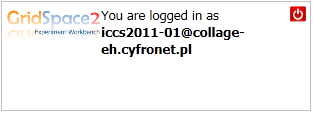 GridSpace2
Experiment Workbench
You are logged in as
iccs2011-01@collage-
eh.cyfronet.pl